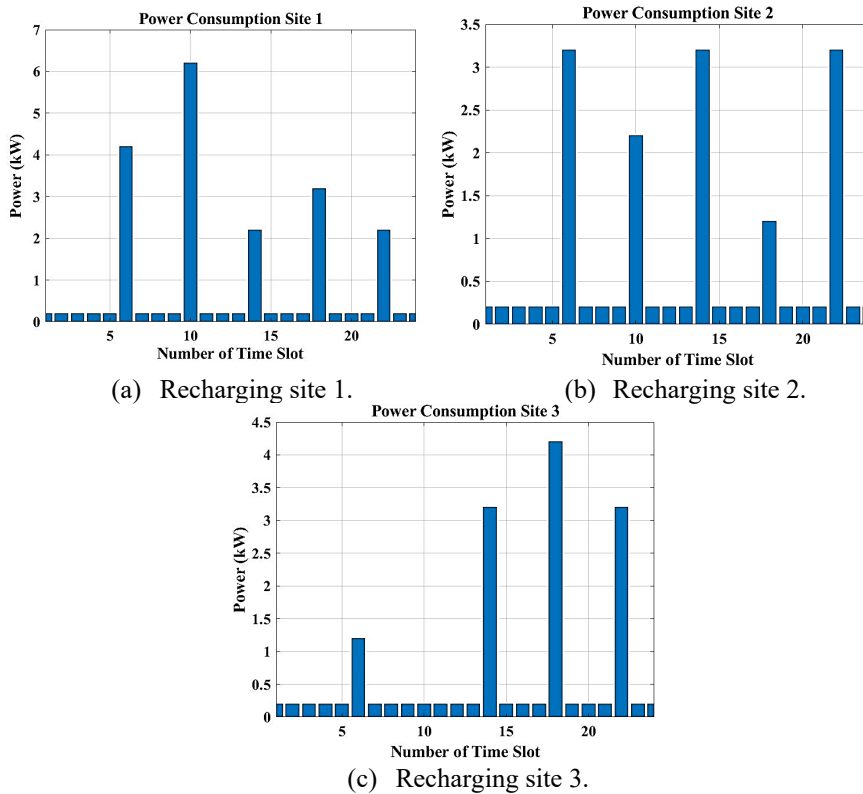 Power Consumption Site 1
7
6
5
4
3
2
1
0
Power (kW)
5 10 15 20
Number of Time Slot
(a) Recharging site 1.
Power Consumption Site 2
3.5
3
2.5
2
1.5
1
0.5
0
Power (kW)
5 10 15 20
Number of Time Slot
(b) Recharging site 2.
Power Consumption Site 3
4.5
4
3.5
3
2.5
2
1.5
1
0.5
0
Power (kW)
5 10 15 20
Number of Time Slot
(c) Recharging site 3.